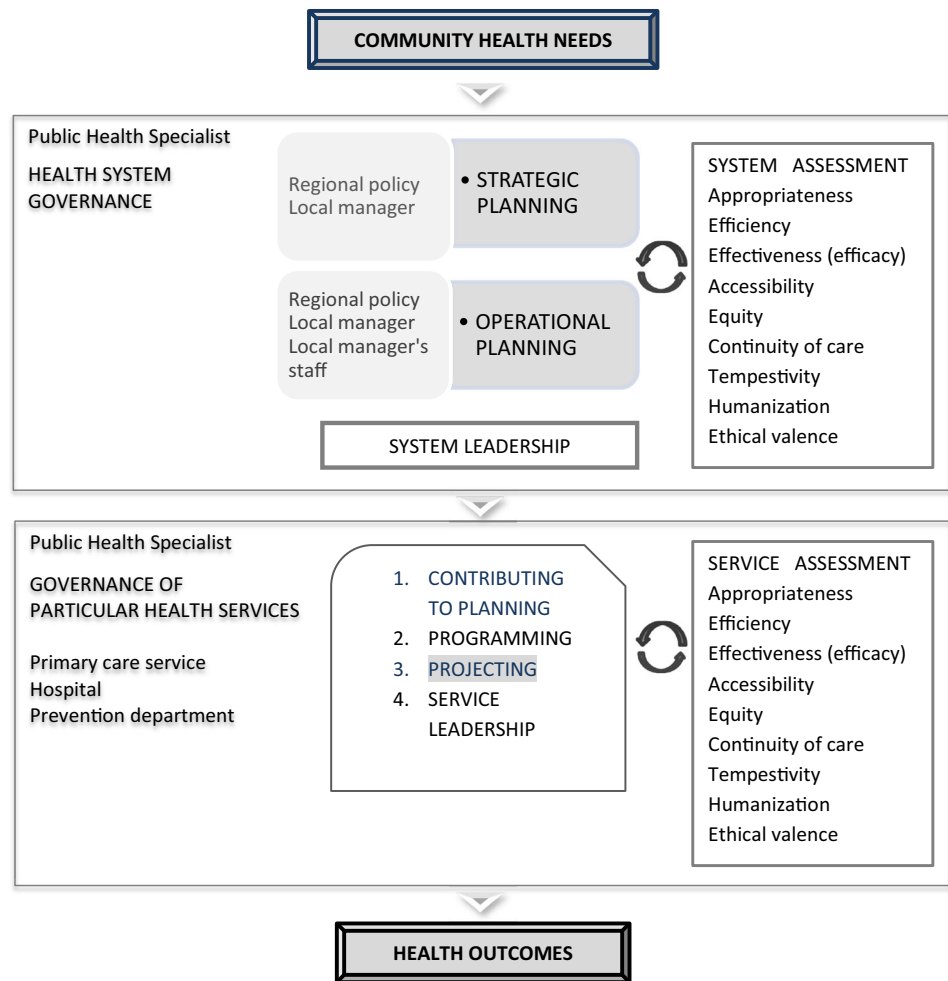 COMMUNITY HEALTH NEEDS
Public Health Specialist
HEALTH SYSTEM
GOVERNANCE
Regional policy
Local manager
• STRATEGIC
PLANNING
Regional policy
Local manager
Local manager's
staff
• OPERATIONAL
PLANNING
SYSTEM LEADERSHIP
SYSTEM ASSESSMENT
Appropriateness
Efficiency
Effectiveness (efficacy)
Accessibility
Equity
Continuity of care
Tempestivity
Humanization
Ethical valence
Public Health Specialist
GOVERNANCE OF
PARTICULAR HEALTH SERVICES
Primary care service
Hospital
Prevention department
1. CONTRIBUTING
TO PLANNING
2. PROGRAMMING
3. PROJECTING
4. SERVICE
LEADERSHIP
SERVICE ASSESSMENT
Appropriateness
Efficiency
Effectiveness (efficacy)
Accessibility
Equity
Continuity of care
Tempestivity
Humanization
Ethical valence
HEALTH OUTCOMES